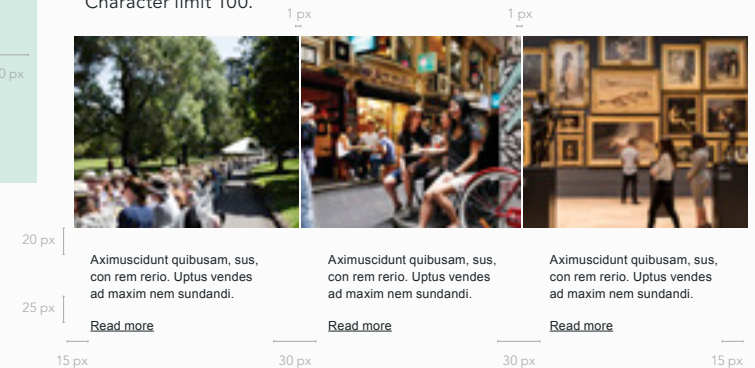 Character limit 100.
1 px
1 px
0 px
20 px
Aximuscidunt quibusam, sus,
con rem rerio. Uptus vendes
ad maxim nem sundandi.
Aximuscidunt quibusam, sus,
con rem rerio. Uptus vendes
ad maxim nem sundandi.
Aximuscidunt quibusam, sus,
con rem rerio. Uptus vendes
ad maxim nem sundandi.
25 px
Read more
Read more
Read more
15 px
30 px
30 px
15 px